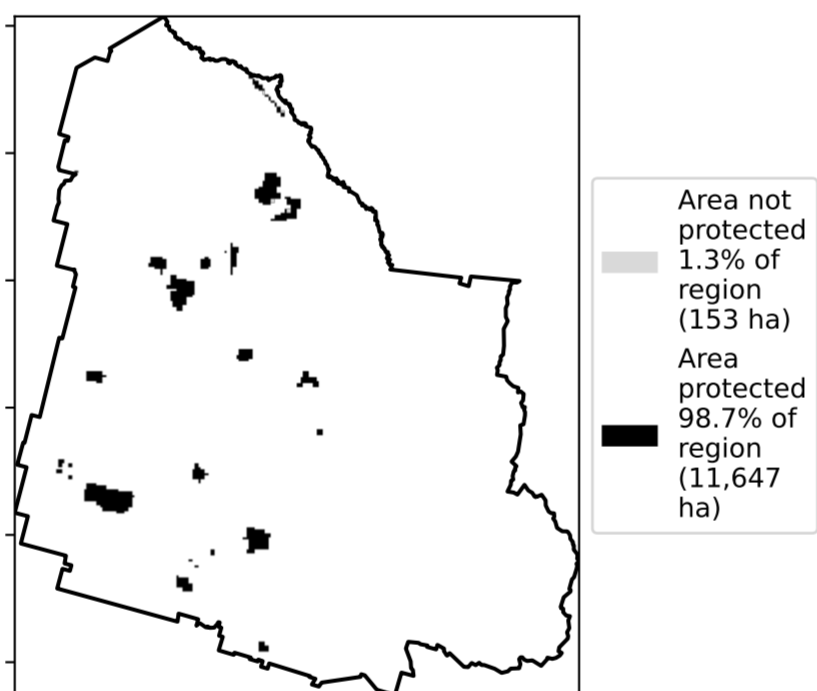 Area not
protected
1.3% of
region
(153 ha)
Area
protected
98.7% of
region
(11,647
ha)